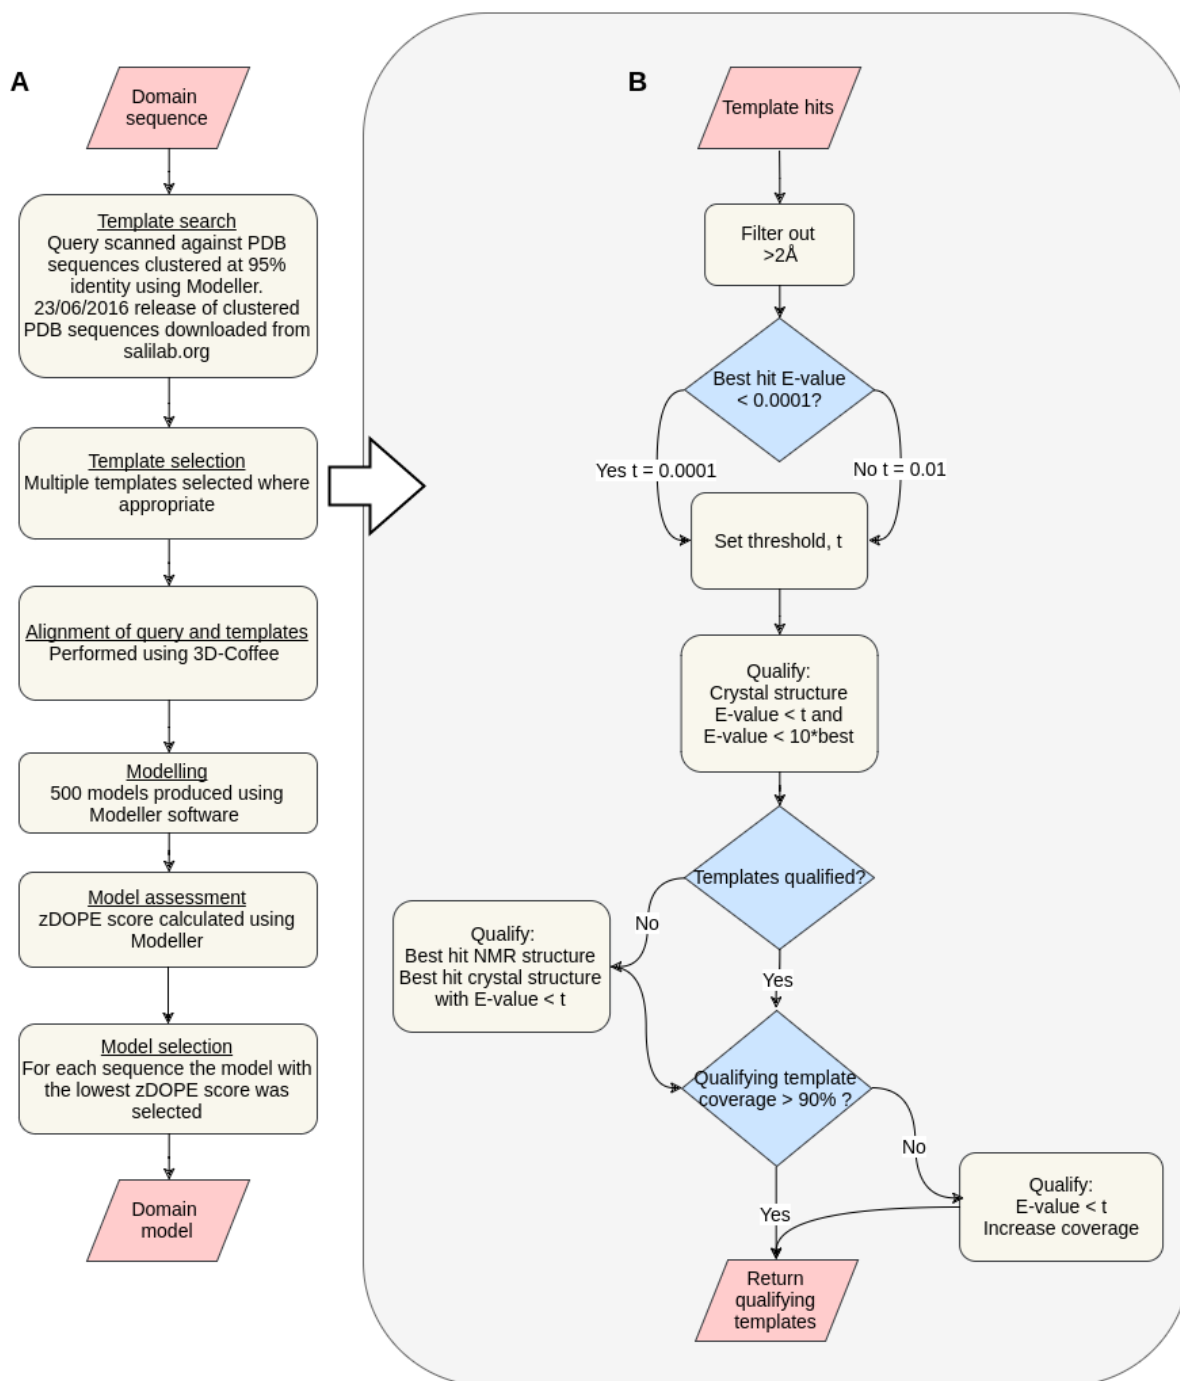 A
Domain
sequence
Template search
Query scanned against PDB
sequences clustered at 95%
identity using Modeller.
23/06/2016 release of clustered
PDB sequences downloaded from
salilab.org
Template selection
Multiple templates selected where
appropriate
Alignment of query and templates
Performed using 3D-Coffee
Modelling
500 models produced using
Modeller software
Model assessment
zDOPE score calculated using
Modeller
Model selection
For each sequence the model with
the lowest zDOPE score was
selected
Domain
model
B
Template hits
Filter out
>2Å
Best hit E-value
< 0.0001?
Yes t = 0.0001
No t = 0.01
Set threshold, t
Qualify:
Crystal structure
E-value < t and
E-value < 10*best
Templates qualified?
No
Yes
Qualify:
Best hit NMR structure
Best hit crystal structure
with E-value < t
Qualifying template
coverage > 90% ?
No
Yes
Qualify:
E-value < t
Increase coverage
Return
qualifying
templates